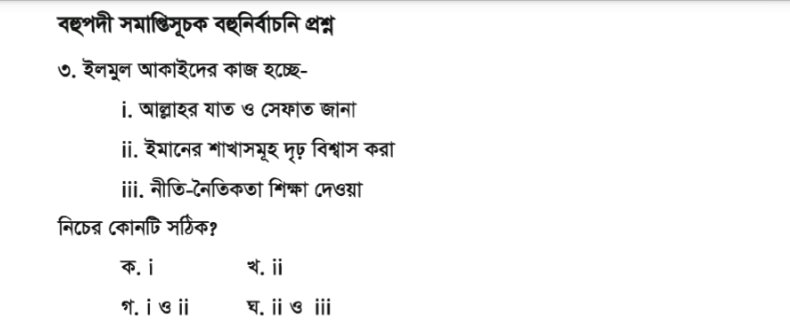 বহুপদী সমাপ্তিসূচক বহুনির্বাচনি প্রশ্ন
৩. ইলমুল আকাইদের কাজ হচ্ছে-
i. আল্লাহর যাত ও সেফাত জানা
ii. ইমানের শাখাসমূহ দৃঢ় বিশ্বাস করা
iii. নীতি-নৈতিকতা শিক্ষা দেওয়া
নিচের কোনটি সঠিক?
ক. i খ. ii
গ. i ও ii ঘ. ii ও iii